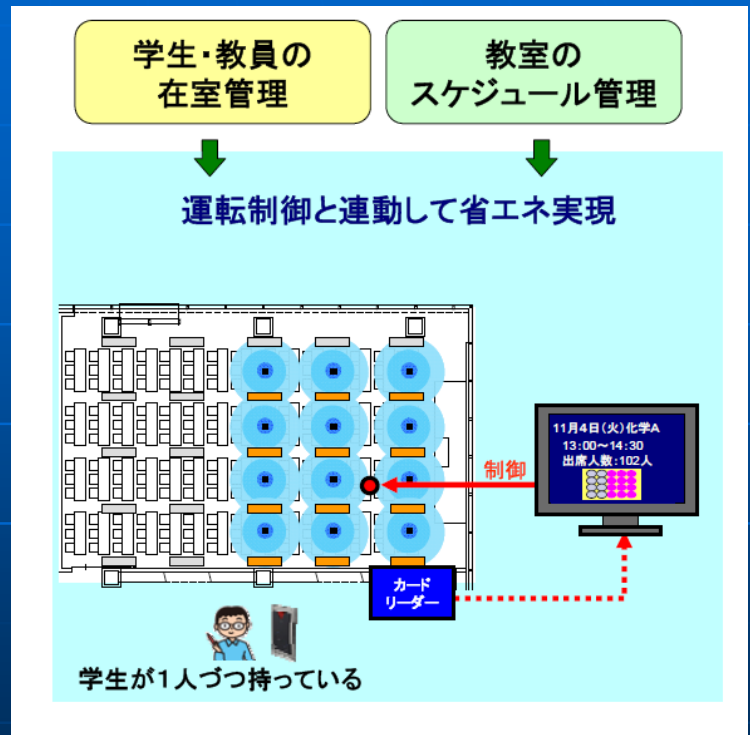 学生・教員の
在室管理
教室の
スケジュール管理
運転制御と連動して省エネ実現
11月4日(火)化学A
13:00～14:30
出席人数:102人
制御
カード
リーダー
学生が1人づつ持っている